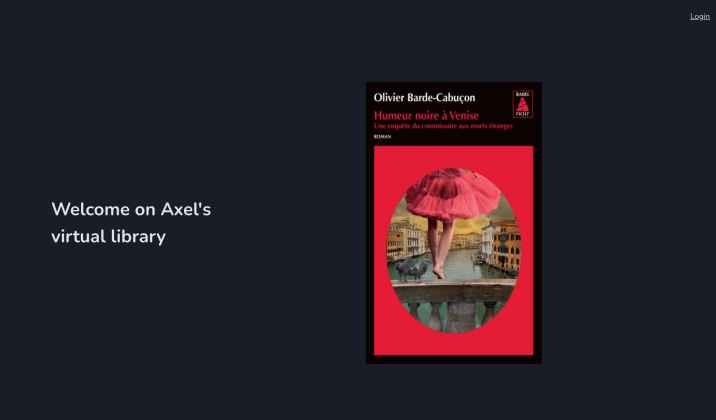 Login
Olivier Barde-Cabuçon
BABEL
noir
Humeur noire à Venise
Une enquête du commissaire aux morts étranges
ROMAN
Welcome on Axel's
virtual library